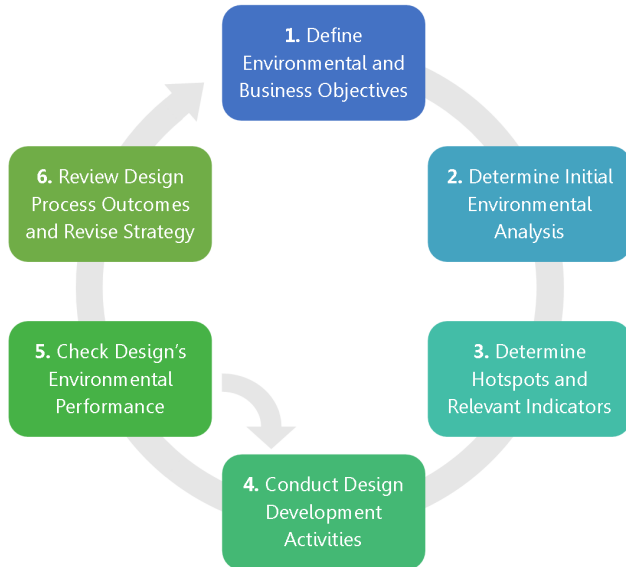 1. Define
Environmental and
Business Objectives
2. Determine Initial
Environmental
Analysis
3. Determine
Hotspots and
Relevant Indicators
4. Conduct Design
Development
Activities
5. Check Design's
Environmental
Performance
6. Review Design
Process Outcomes
and Revise Strategy